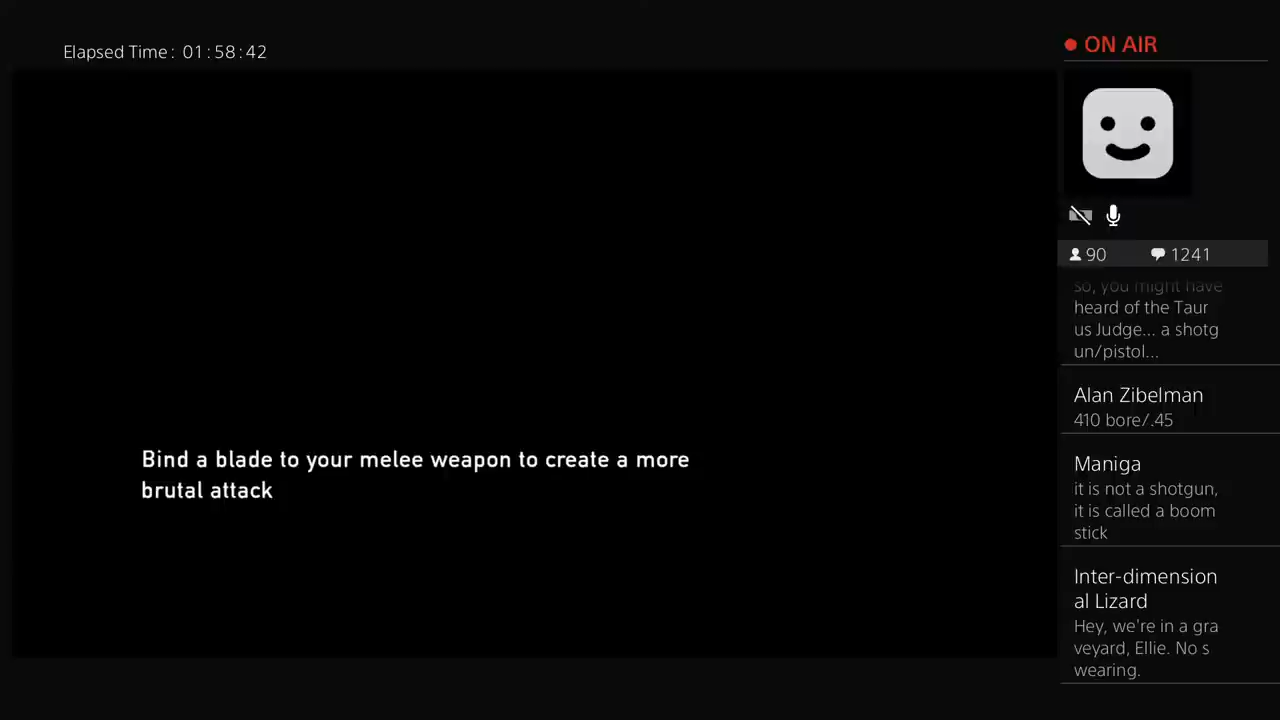 Elapsed Time: 01:58:42
ON AIR
90 1241
so, you might have
heard of the Taur
us Judge... a shotg
un/pistol...
Alan Zibelman
410 bore/.45
Maniga
it is not a shotgun,
it is called a boom
stick
Inter-dimension
al Lizard
Hey, we're in a gra
veyard, Ellie. No s
wearing.
Bind a blade to your melee weapon to create a more
brutal attack